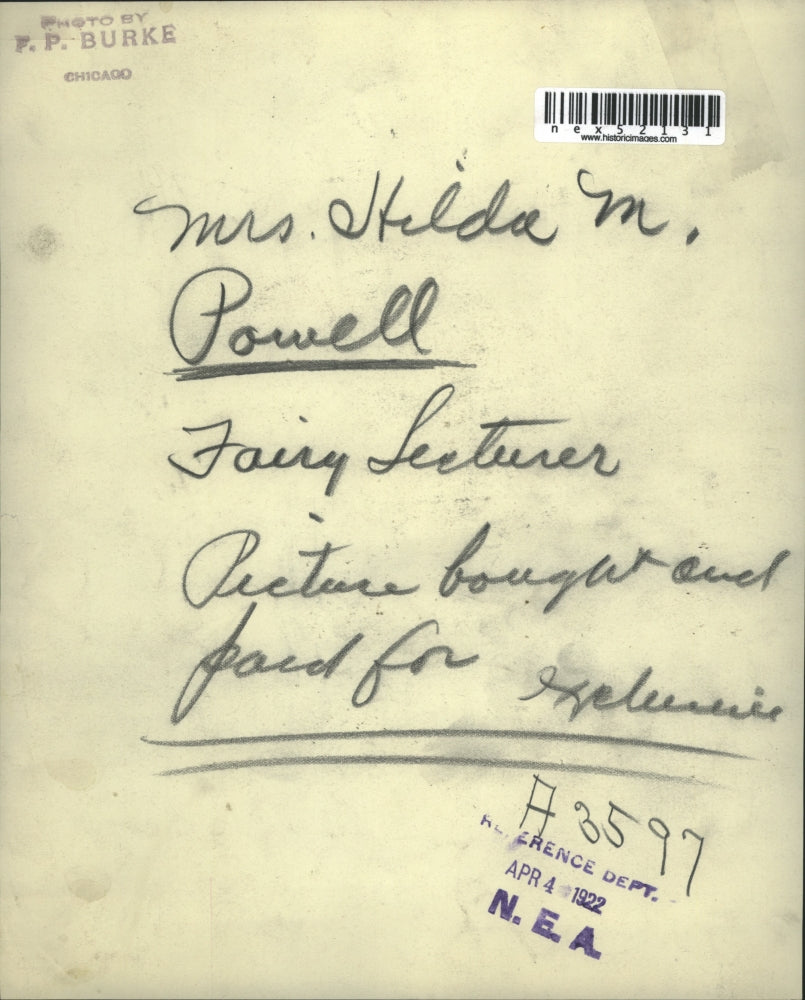 PHOTO BY
F. P. BURKE
CHICAGO
nex52131
www.historicimages.com
Mrs. Hilda M.
Powell
Fairy Lecturer
Picture bought and
paid for exclusive
A 3597
REFERENCE DEPT.
APR 4 1922
N. E. A.